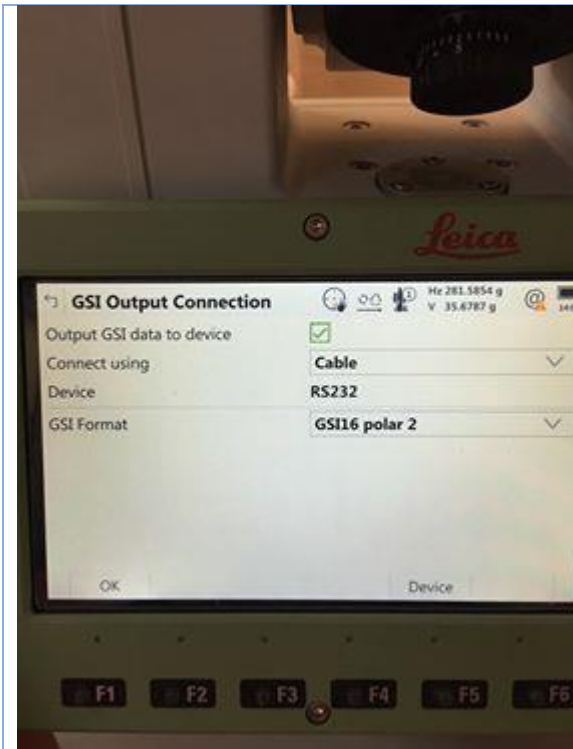 Leica
GSI Output Connection
Hz 281.5854 g
V 35.6787 g
Output GSI data to device
Connect using Cable
Device RS232
GSI Format GSI16 polar 2
OK Device
F1 F2 F3 F4 F5 F6